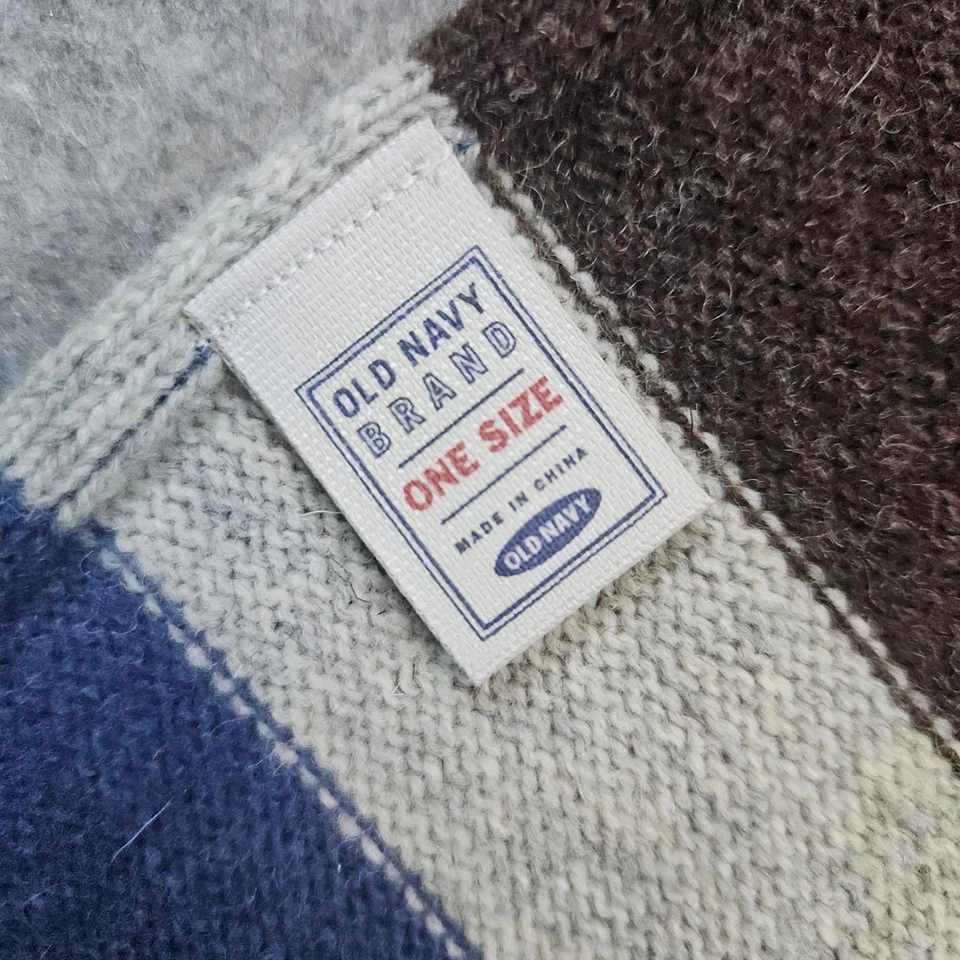 OLD NAVY
BRAND
ONE SIZE
MADE IN CHINA
OLD NAVY